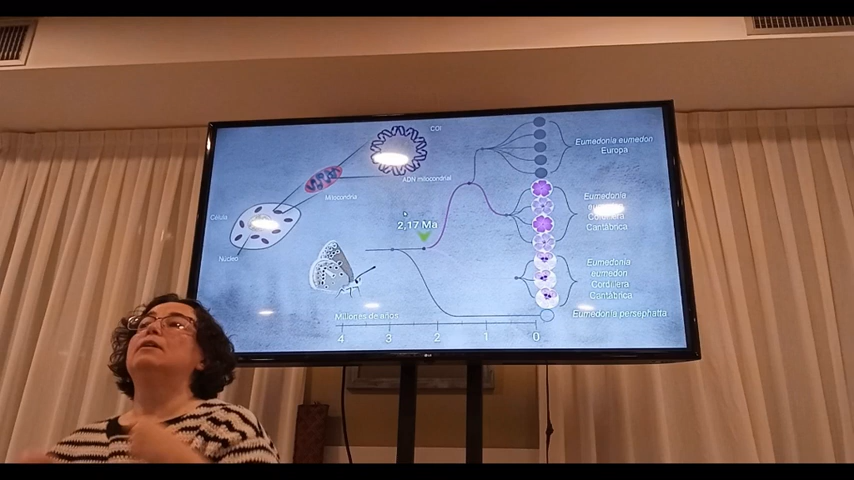 COI
ADN mitocondrial
Mitocondria
Célula
Núcleo
2,17 Ma
Eumedonia eumedon
Europa
Eumedonia
Cantábrica
Eumedonia
eumedon
Cordillera
Cantábrica
Eumedonia persephatta
Millones de años
4 3 2 1 0
LG